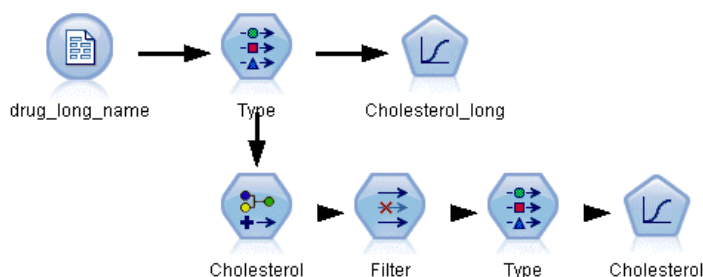 drug_long_name
Type
Cholesterol_long
Cholesterol
Filter
Type
Cholesterol